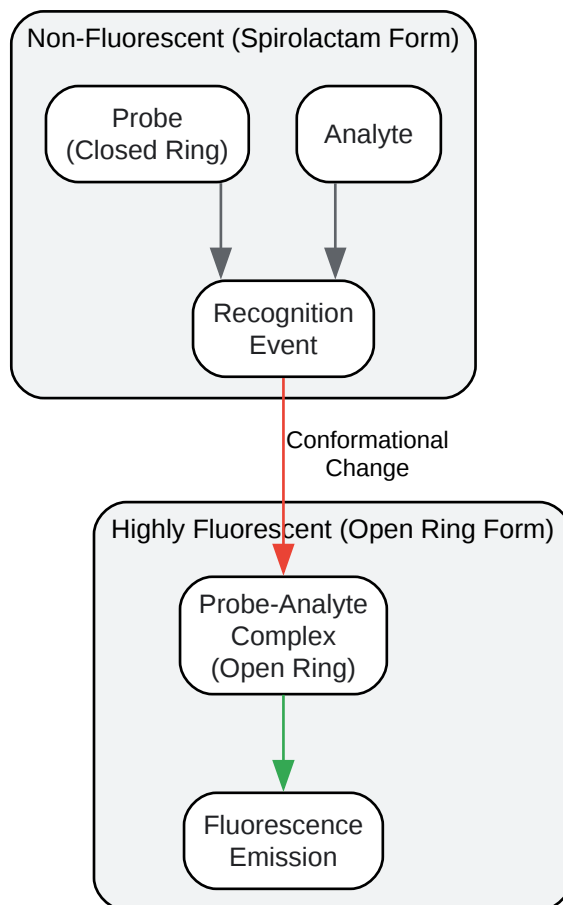 Non-Fluorescent (Spirolactam Form)
Probe
(Closed Ring)
Analyte
Recognition
Event
Conformational
Change
Highly Fluorescent (Open Ring Form)
Probe-Analyte
Complex
(Open Ring)
Fluorescence
Emission